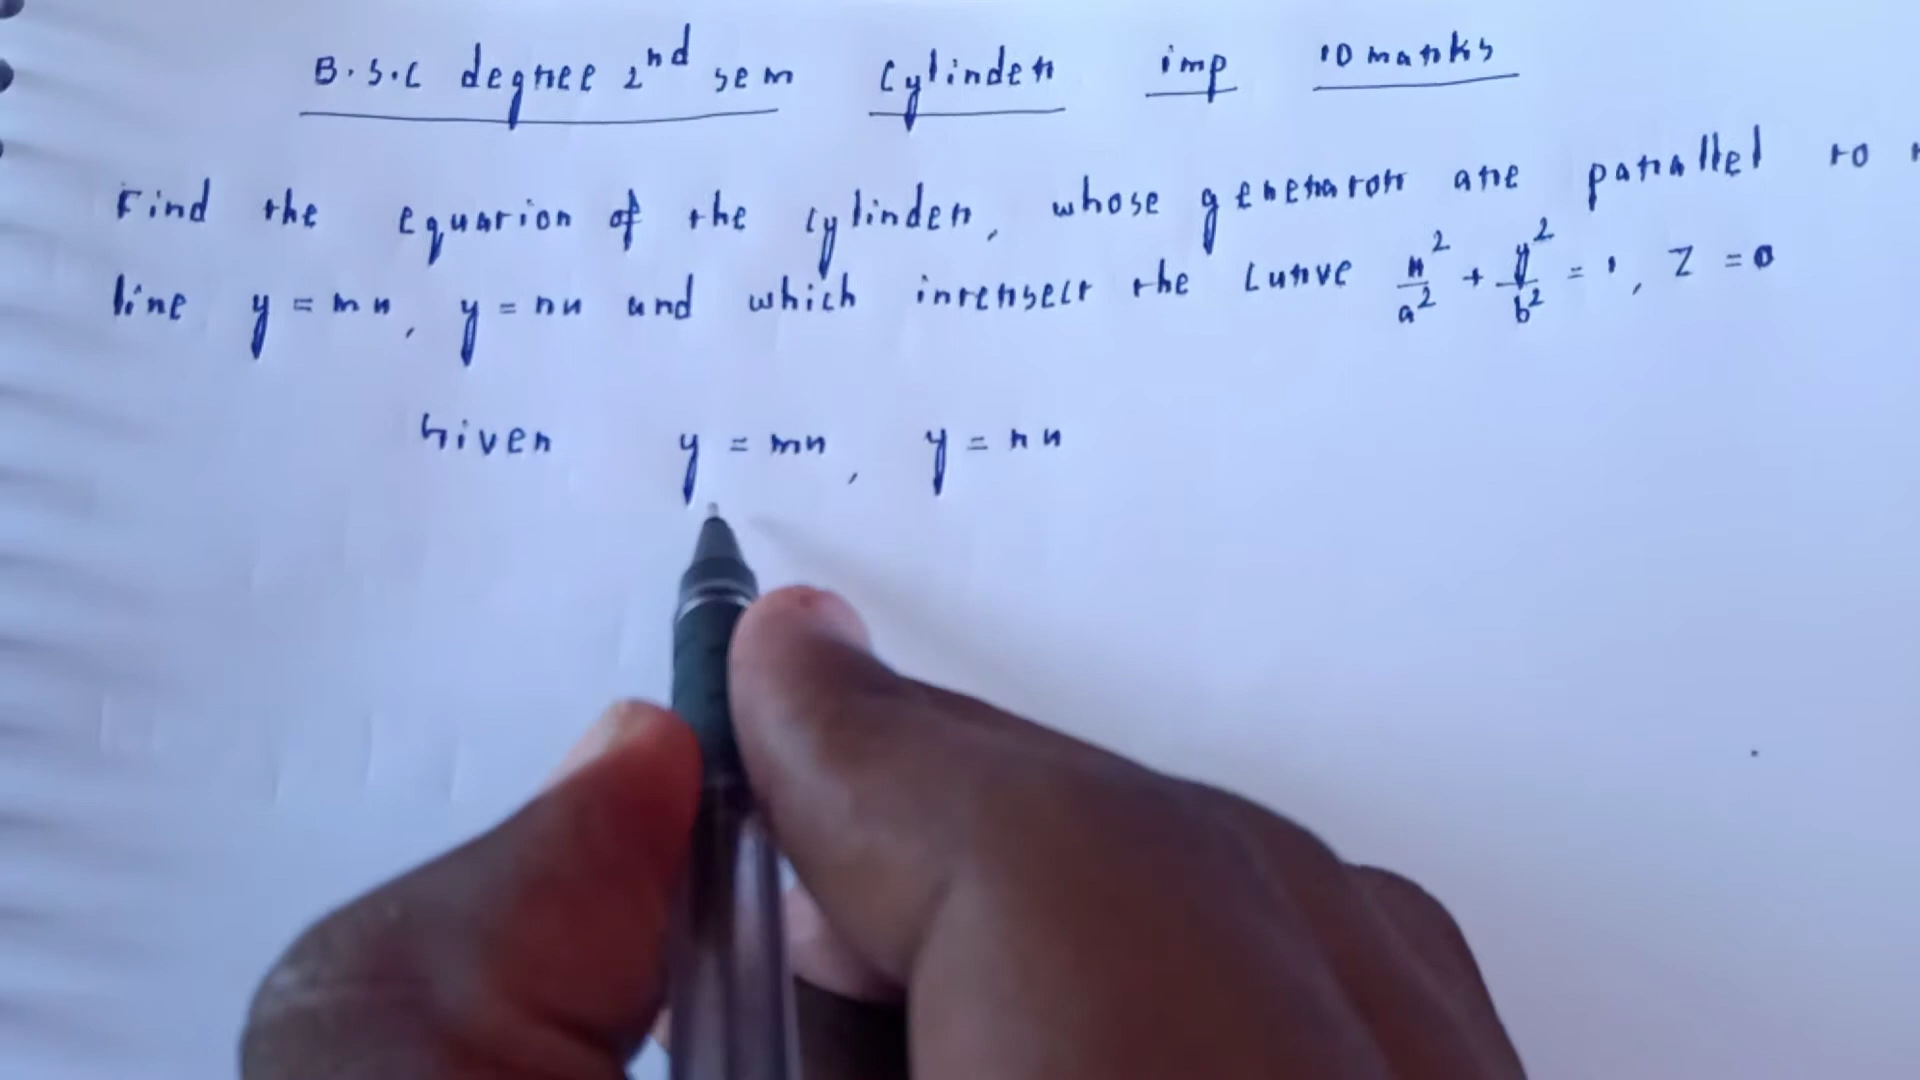 B.S.C degree 2nd sem Cylinder imp 10 marks
Find the equation of the cylinder, whose generators are parallel to
line y = mx, y = nx and which intersect the curve x²/a² + y²/b² = 1, z = 0
Given y = mx, y = nx